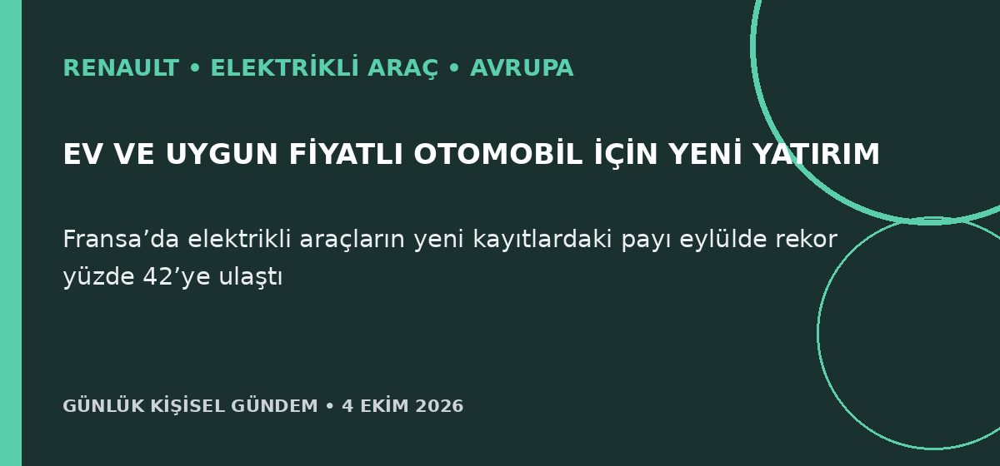 RENAULT • ELEKTRİKLİ ARAÇ • AVRUPA
EV VE UYGUN FİYATLI OTOMOBİL İÇİN YENİ YATIRIM
Fransa’da elektrikli araçların yeni kayıtlardaki payı eylülde rekor
yüzde 42’ye ulaştı
GÜNLÜK KİŞİSEL GÜNDEM • 4 EKİM 2026